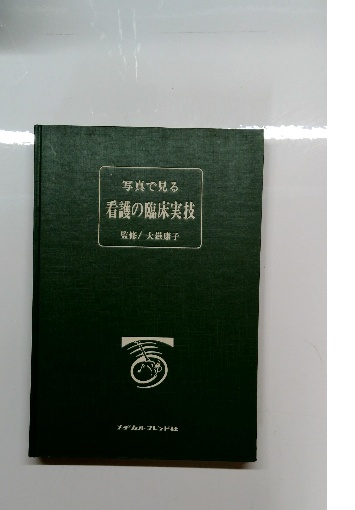 写真で見る
看護の臨床実技
監修/大嶽康子
メヂカルフレンド社